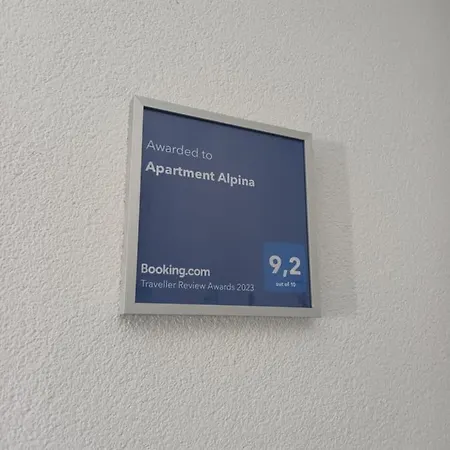 Awarded to
Apartment Alpina
Booking.com
Traveller Review Awards 2023
9,2
out of 10